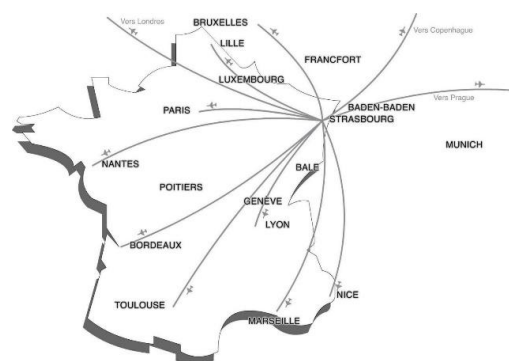 Vers Londres
BRUXELLES
LILLE
Vers Copenhague
FRANCFORT
LUXEMBOURG
Vers Prague
PARIS
BADEN-BADEN
STRASBOURG
MUNICH
NANTES
BALE
POITIERS
GENÈVE
LYON
BORDEAUX
TOULOUSE
NICE
MARSEILLE